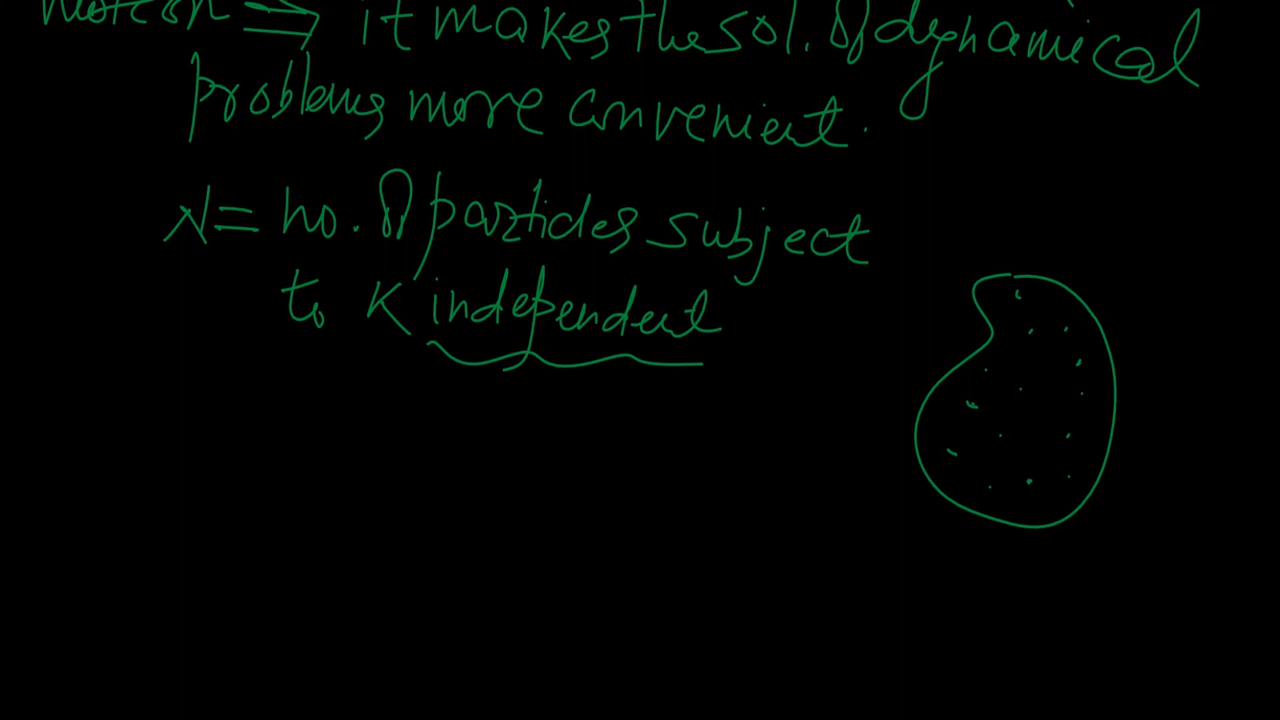 ⇒ it makes the sol. of dynamical
problems more convenient.
N = no. of particles subject
to K independent